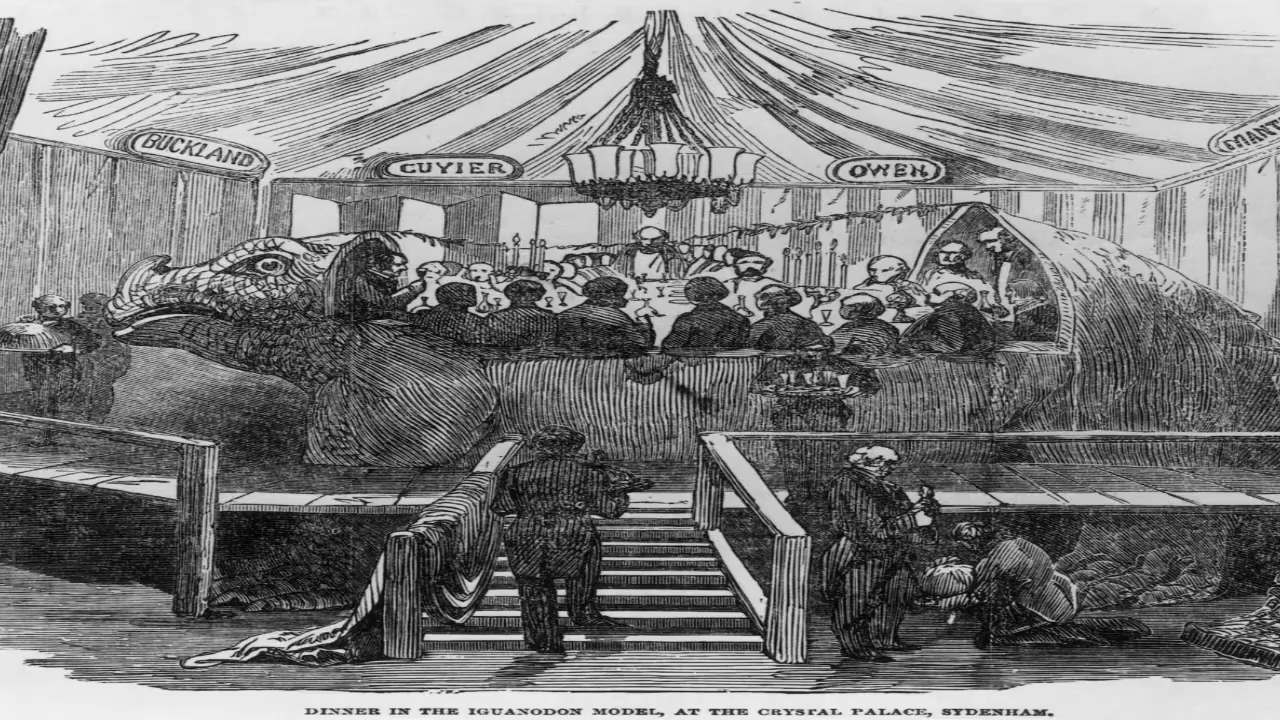 BUCKLAND
CUVIER
OWEN
DINNER IN THE IGUANODON MODEL, AT THE CRYSTAL PALACE, SYDENHAM.